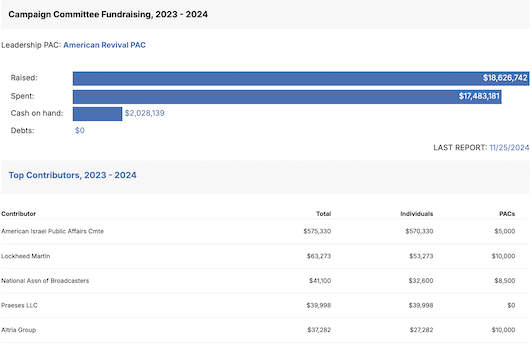 Campaign Committee Fundraising, 2023 - 2024
Leadership PAC: American Revival PAC
Raised: $18,626,742
Spent: $17,483,181
Cash on hand: $2,028,139
Debts: $0
LAST REPORT: 11/25/2024
Top Contributors, 2023 - 2024
Contributor Total Individuals PACs
American Israel Public Affairs Cmte $575,330 $570,330 $5,000
Lockheed Martin $63,273 $53,273 $10,000
National Assn of Broadcasters $41,100 $32,600 $8,500
Praeses LLC $39,998 $39,998 $0
Altria Group $37,282 $27,282 $10,000